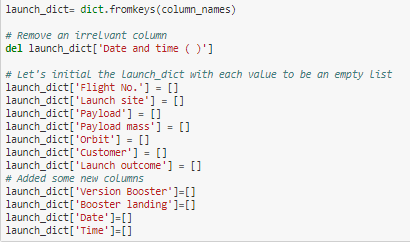 launch_dict= dict.fromkeys(column_names)
# Remove an irrelvant column
del launch_dict['Date and time ( )']
# Let's initial the launch_dict with each value to be an empty list
launch_dict['Flight No.'] = []
launch_dict['Launch site'] = []
launch_dict['Payload'] = []
launch_dict['Payload mass'] = []
launch_dict['Orbit'] = []
launch_dict['Customer'] = []
launch_dict['Launch outcome'] = []
# Added some new columns
launch_dict['Version Booster']=[]
launch_dict['Booster landing']=[]
launch_dict['Date']=[]
launch_dict['Time']=[]